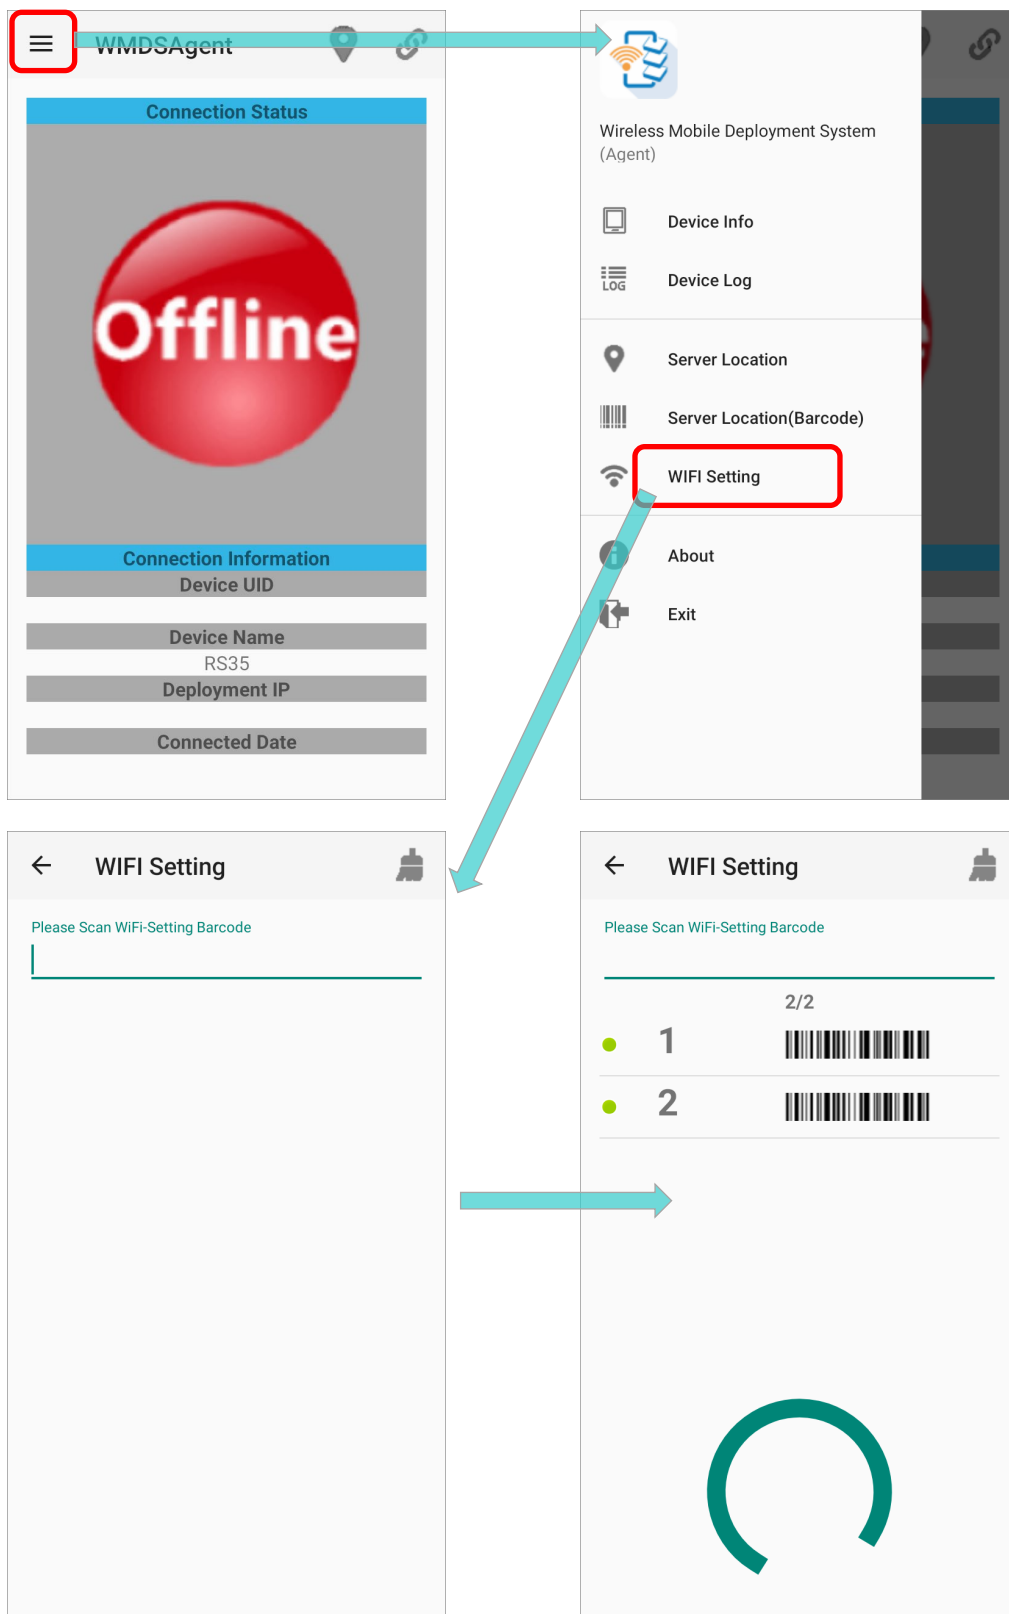 WMDSAgent
Connection Status
Offline
Connection Information
Device UID
Device Name
RS35
Deployment IP
Connected Date
Wireless Mobile Deployment System
(Agent)
Device Info
LOG
Device Log
Server Location
Server Location(Barcode)
WIFI Setting
About
Exit
WIFI Setting
Please Scan WiFi-Setting Barcode
WIFI Setting
Please Scan WiFi-Setting Barcode
2/2
1
2